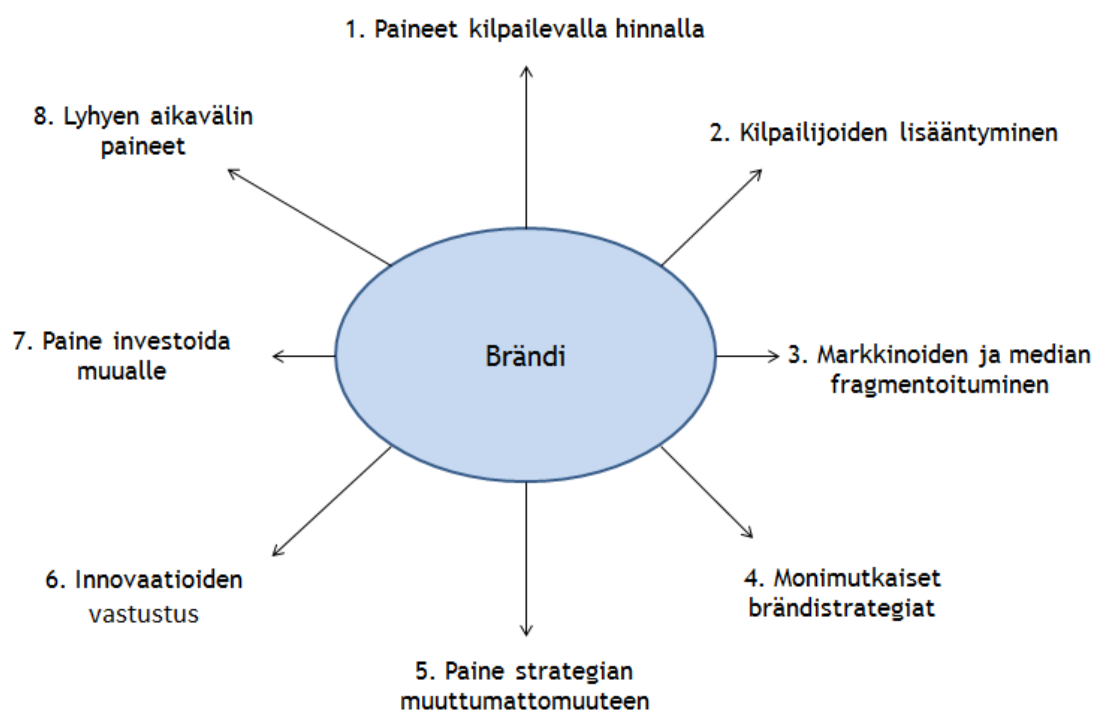 1. Paineet kilpailevalla hinnalla
8. Lyhyen aikavälin
paineet
2. Kilpailijoiden lisääntyminen
7. Paine investoida
muualle
Brändi
3. Markkinoiden ja median
fragmentoituminen
6. Innovaatioiden
vastustus
4. Monimutkaiset
brändistrategiat
5. Paine strategian
muuttumattomuuteen